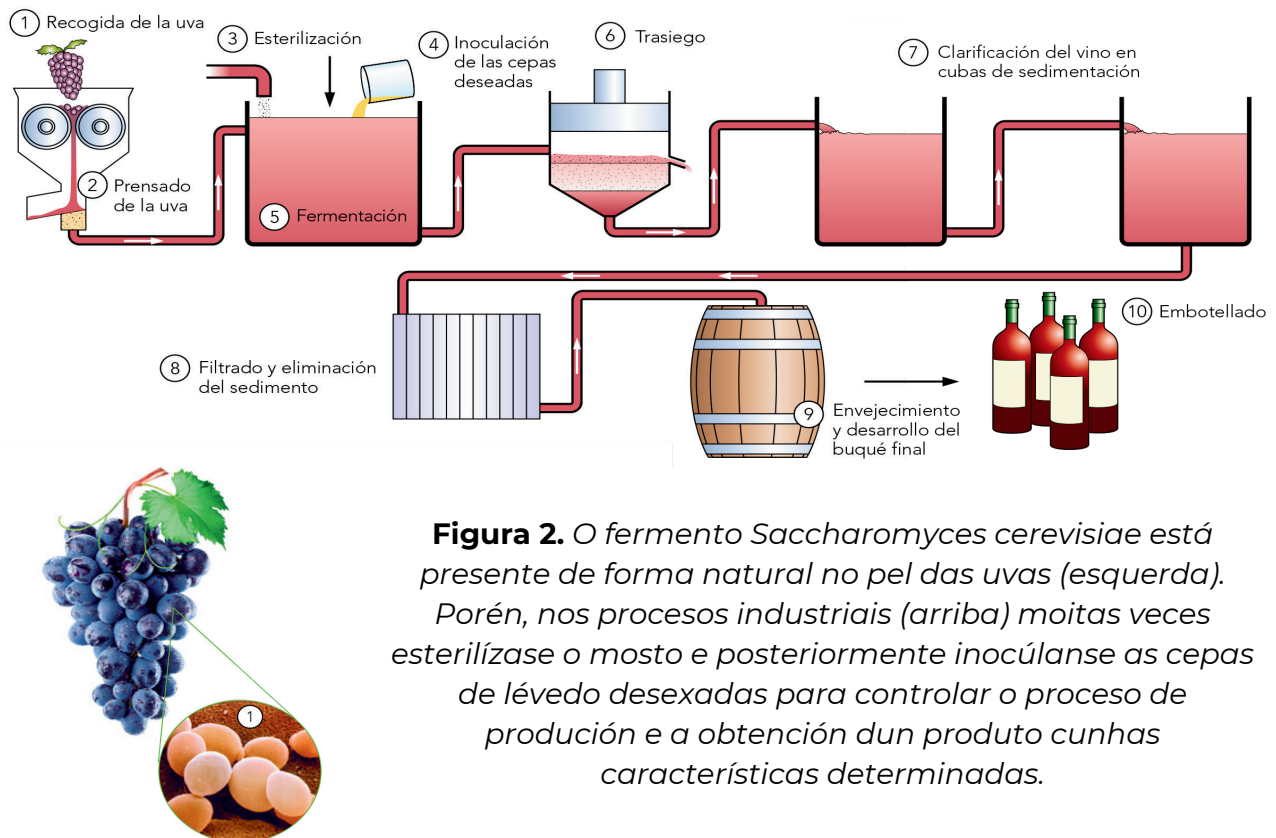 1 Recogida de la uva
2 Prensado
de la uva
3 Esterilización
4 Inoculación
de las cepas
deseadas
5 Fermentación
6 Trasiego
7 Clarificación del vino en
cubas de sedimentación
8 Filtrado y eliminación
del sedimento
9 Envejecimiento
y desarrollo del
buqué final
10 Embotellado
1
Figura 2. O fermento Saccharomyces cerevisiae está
presente de forma natural no pel das uvas (esquerda).
Porén, nos procesos industriais (arriba) moitas veces
esterilízase o mosto e posteriormente inocúlanse as cepas
de lévedo desexadas para controlar o proceso de
produción e a obtención dun produto cunhas
características determinadas.